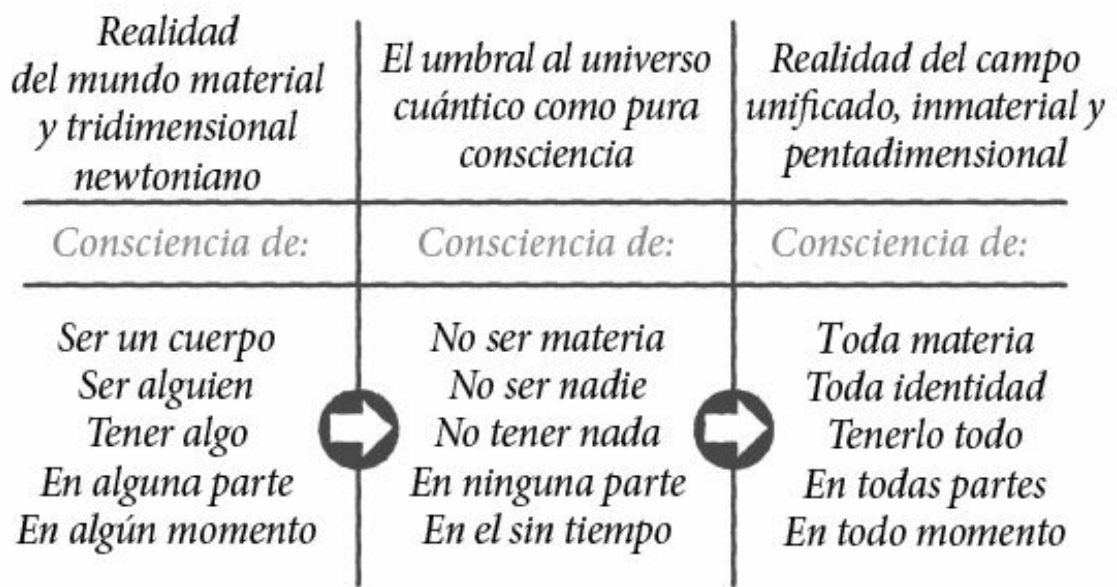 Realidad
del mundo material
y tridimensional
newtoniano
El umbral al universo
cuántico como pura
consciencia
Realidad del campo
unificado, inmaterial y
pentadimensional
Consciencia de:
Consciencia de:
Consciencia de:
Ser un cuerpo
Ser alguien
Tener algo
En alguna parte
En algún momento
No ser materia
No ser nadie
No tener nada
En ninguna parte
En el sin tiempo
Toda materia
Toda identidad
Tenerlo todo
En todas partes
En todo momento